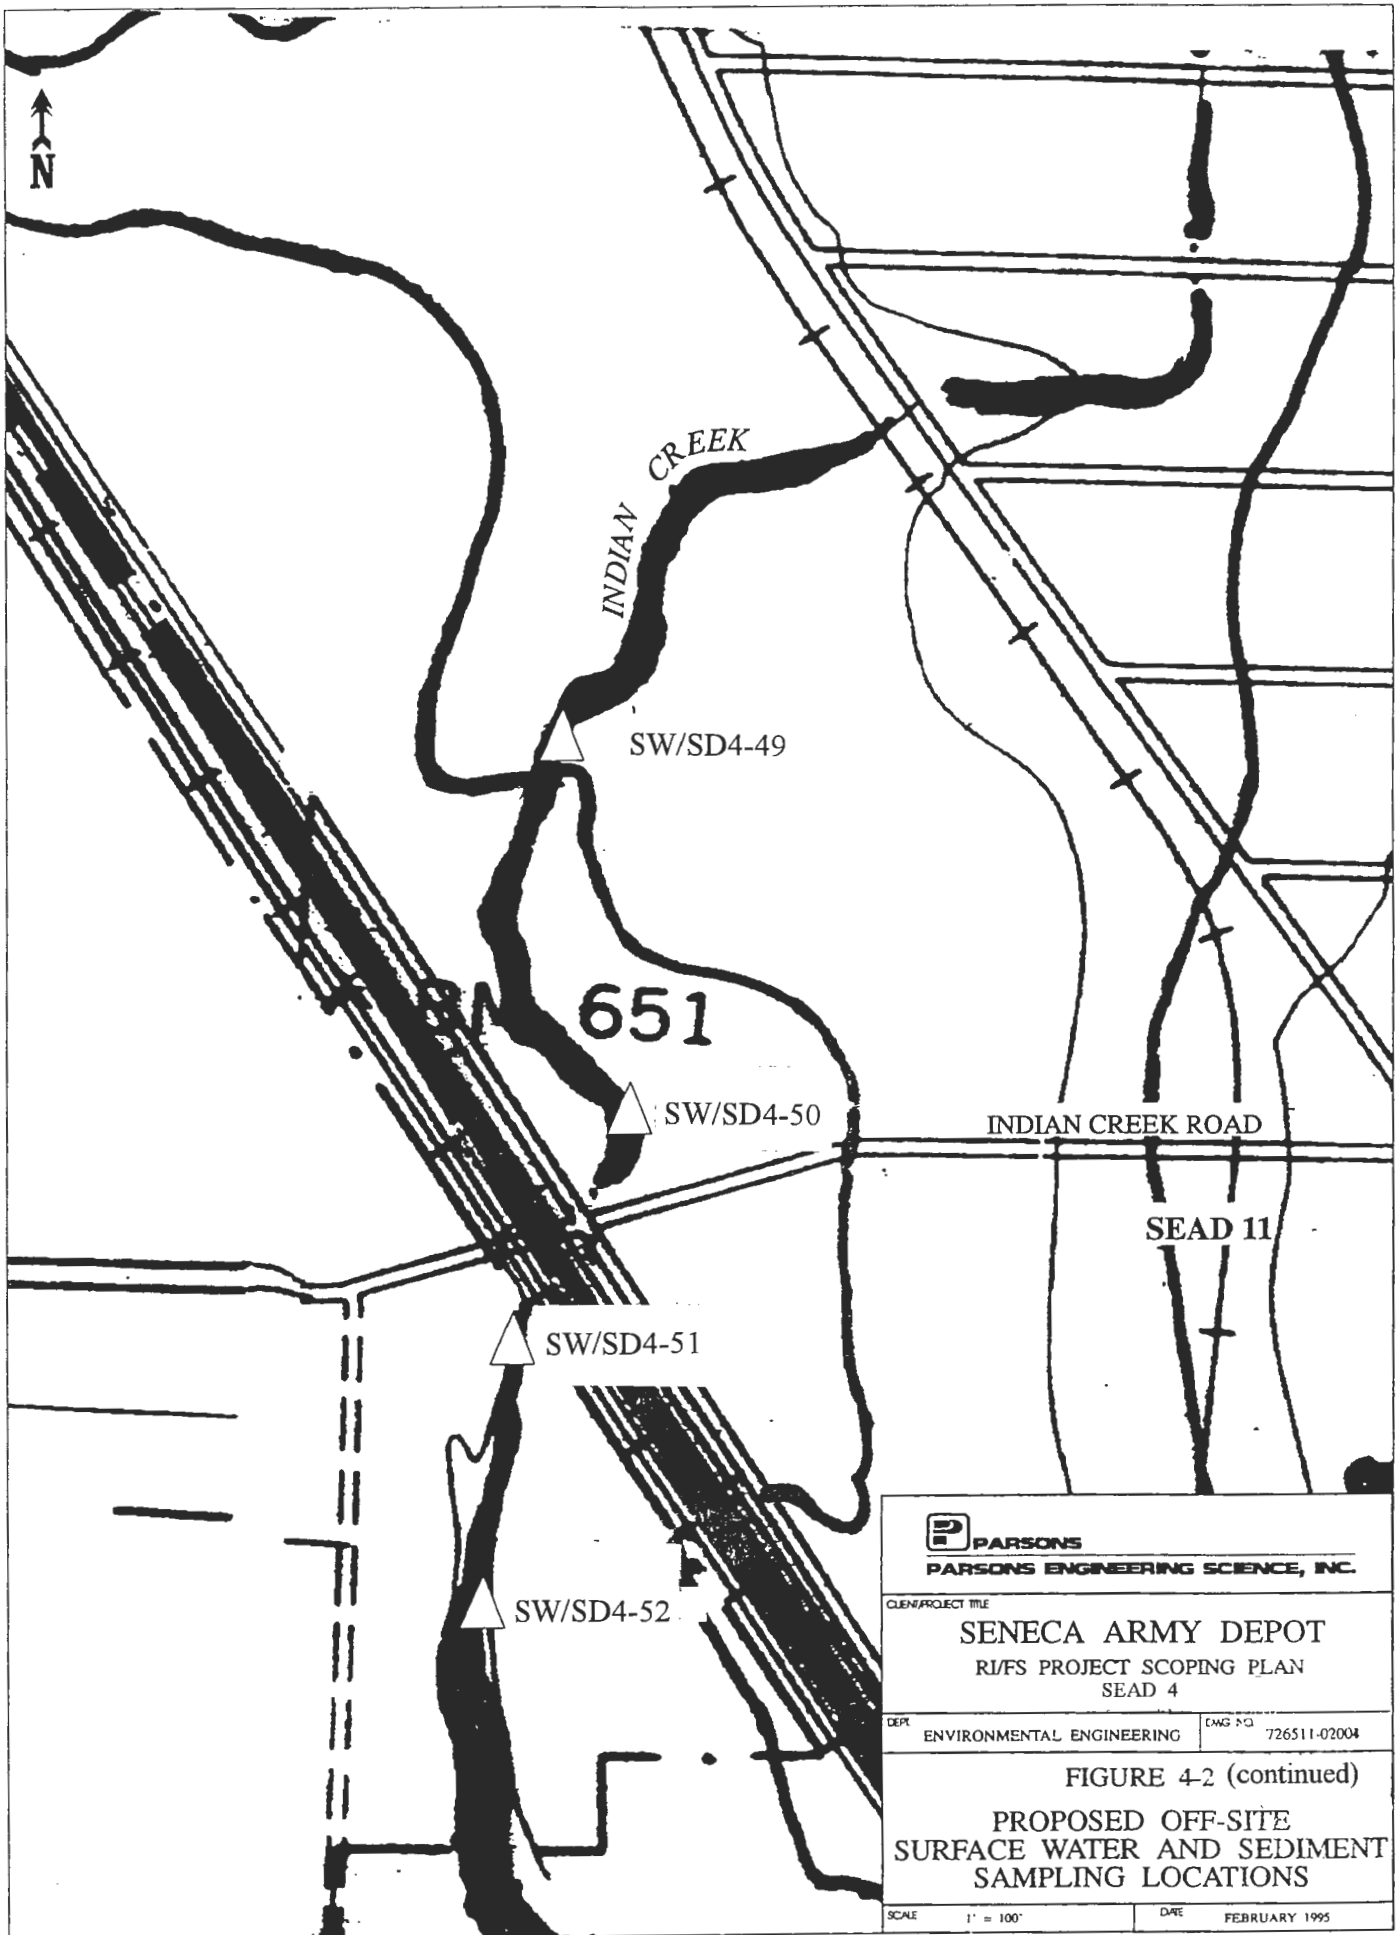 N
INDIAN CREEK
SW/SD4-49
651
SW/SD4-50
INDIAN CREEK ROAD
SEAD 11
SW/SD4-51
SW/SD4-52
PARSONS
PARSONS ENGINEERING SCIENCE, INC.
CLIENT/PROJECT TITLE
SENECA ARMY DEPOT
RI/FS PROJECT SCOPING PLAN
SEAD 4
DEPT.
ENVIRONMENTAL ENGINEERING
DWG NO.
726511-02004
FIGURE 4-2 (continued)
PROPOSED OFF-SITE
SURFACE WATER AND SEDIMENT
SAMPLING LOCATIONS
SCALE
1" = 100'
DATE
FEBRUARY 1995